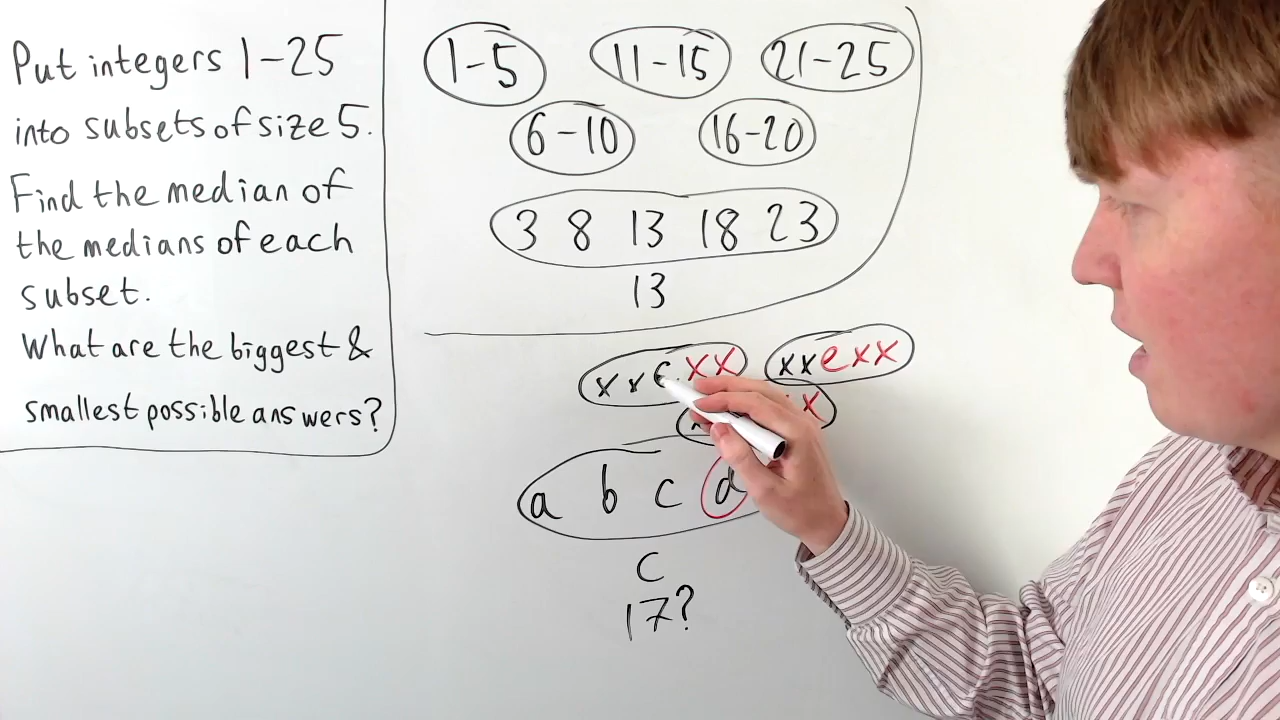 Put integers 1-25
into subsets of size 5.
Find the median of
the medians of each
subset.
What are the biggest &
smallest possible answers?
1-5 11-15 21-25
6-10 16-20
3 8 13 18 23
13
x x c x x x x e x x
x
a b c d
c
17?